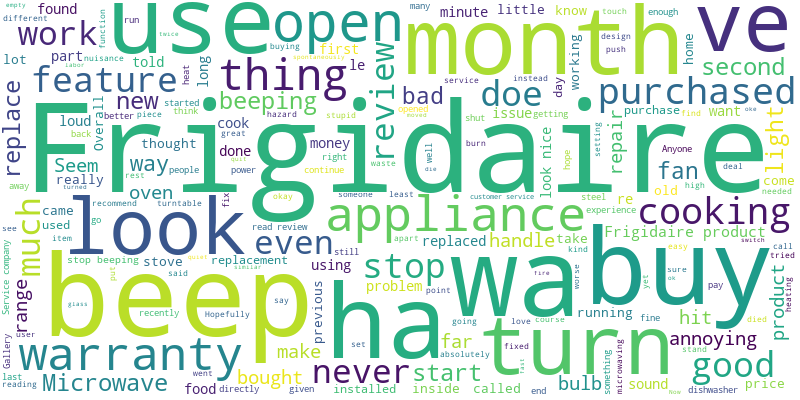 empty
different
found
run
many
minute
little
know
touch
enough
use
open
month
ve
work
function
buying
twice
part
told
lot
nuisance
labor
heat
spontaneously
long
thing
first
le
design
push
working
home
second
feature
new
started
better
piece
think
back
great
beeping
review
service
day
instead
purchased
replace
loud
Overall
cook
hazard
opened
moved
stupid
bad
doe
issue
getting
shut
purchase
find
want
oke
Frigidaire
thought
done
money
quit
power
right
continue
waste
well
die
burn
hope
setting
repair
Anyone
deal
light
Seem
really
way
people
rest
fix
okay
someone
least
look nice
fan
re
old
high
come
needed
away
oven
turned
recommend
turntable
customer service
steel
experience
look
much
came
used
go
read review
even
appliance
cooking
see
item
replacement
still
apart
replaced
handle
take
Frigidaire product
easy
switch
call
tried
Service company
stop beeping
stove
said
using
stop
kind
worse
yet
sure
ok
product
heating
beep
ha
wa
buy
range
put
quiet
similar
problem
point
fire
running
fine
pay
glass
recently
Hopefully
say
previous
set
going
love
course
far
absolutely
fixed
something
microwaving
died
hit
annoying
Gallery
user
warranty
make
turn
stand
good
last
reading
Microwave
went
food
directly
bought
given
never
installed
start
inside
called
fast
end
bulb
sound
Now
price
dishwasher